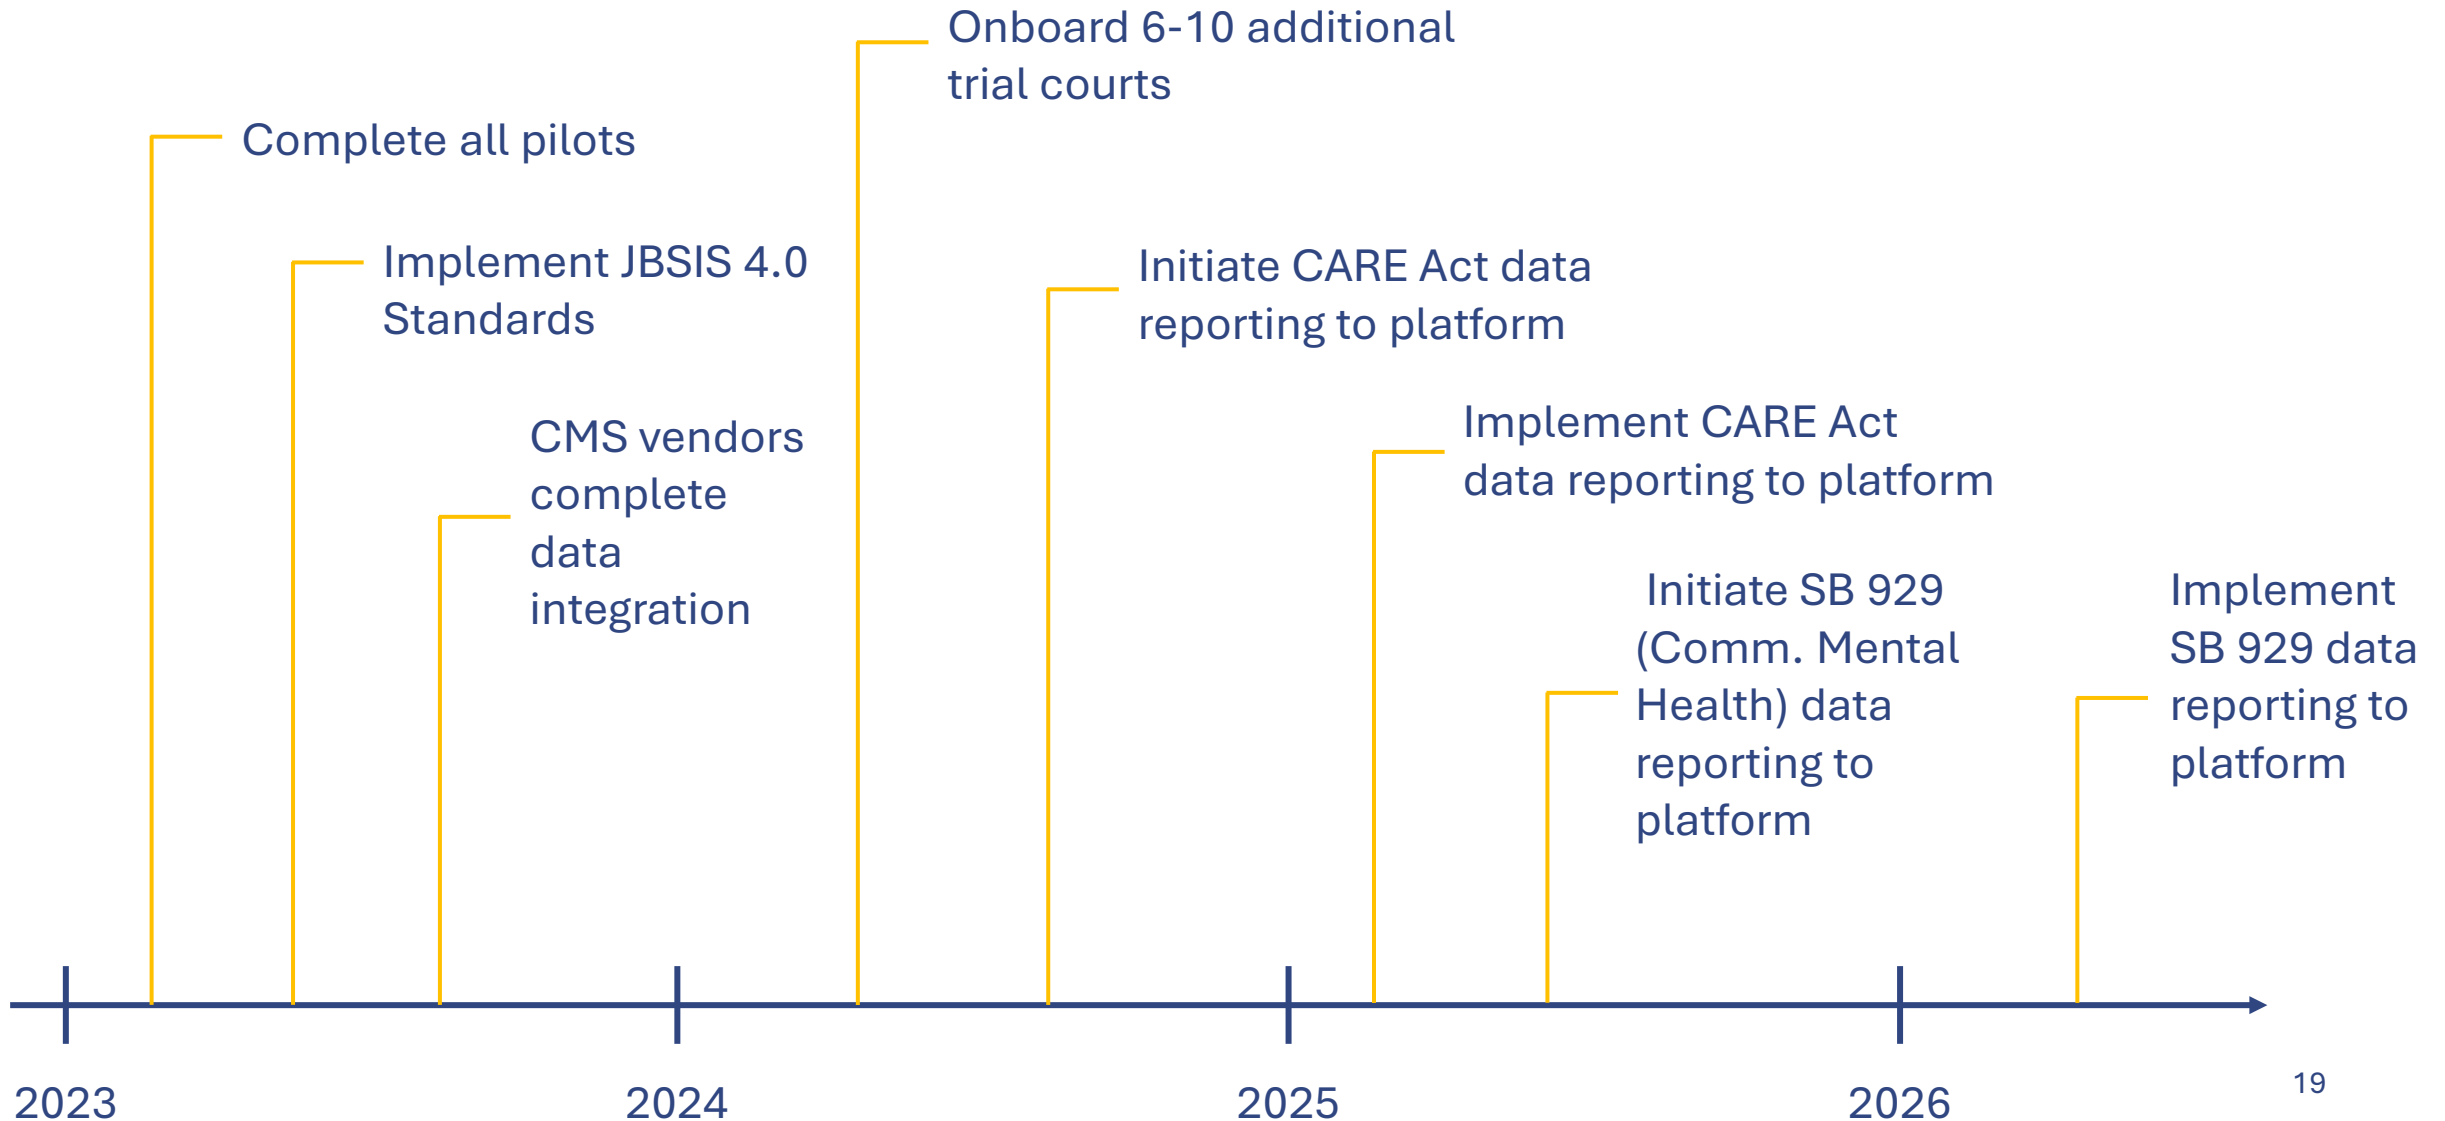 Onboard 6-10 additional
trial courts
Complete all pilots
Implement JBSIS 4.0
Standards
Initiate CARE Act data
reporting to platform
CMS vendors
complete
data
integration
Implement CARE Act
data reporting to platform
Initiate SB 929
(Comm. Mental
Health) data
reporting to
platform
Implement
SB 929 data
reporting to
platform
2023
2024
2025
2026
19